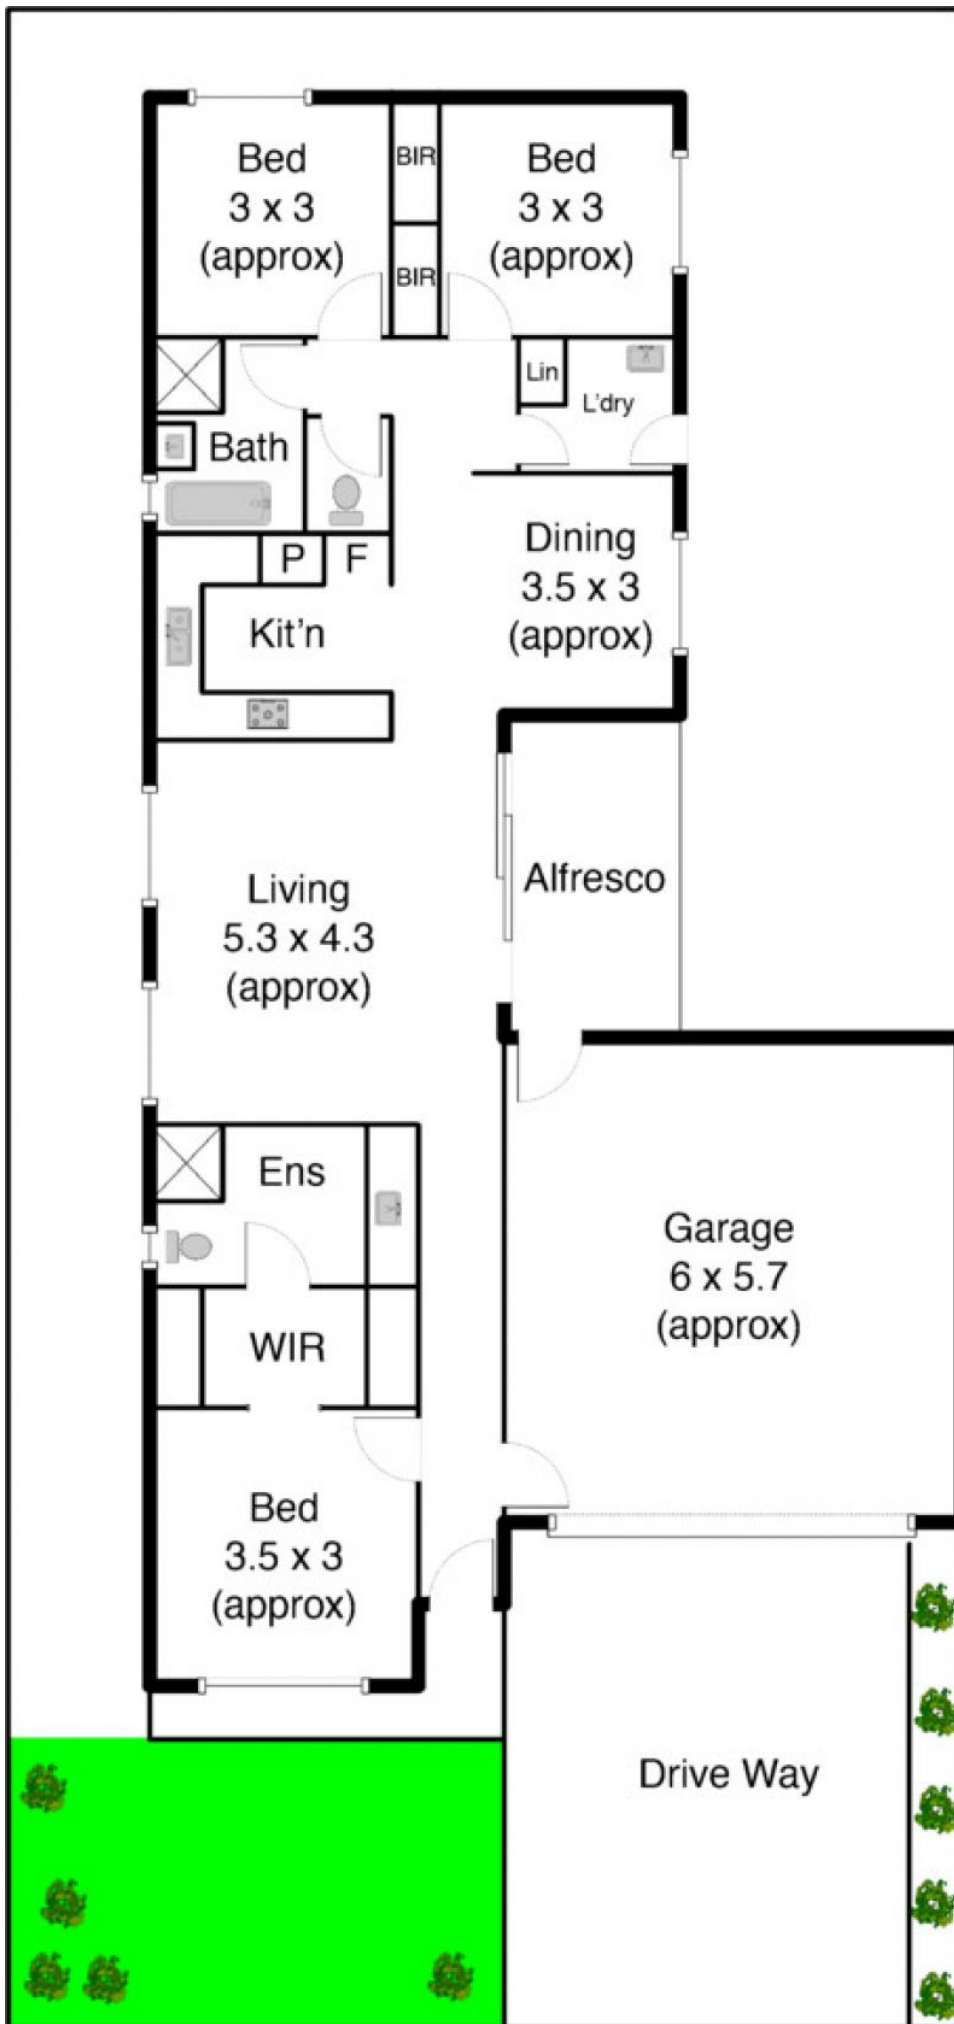 Bed
3 x 3
(approx)
BIR
BIR
Bed
3 x 3
(approx)
Lin
L'dry
Bath
P
F
Kit'n
Dining
3.5 x 3
(approx)
Living
5.3 x 4.3
(approx)
Alfresco
Ens
WIR
Garage
6 x 5.7
(approx)
Bed
3.5 x 3
(approx)
Drive Way